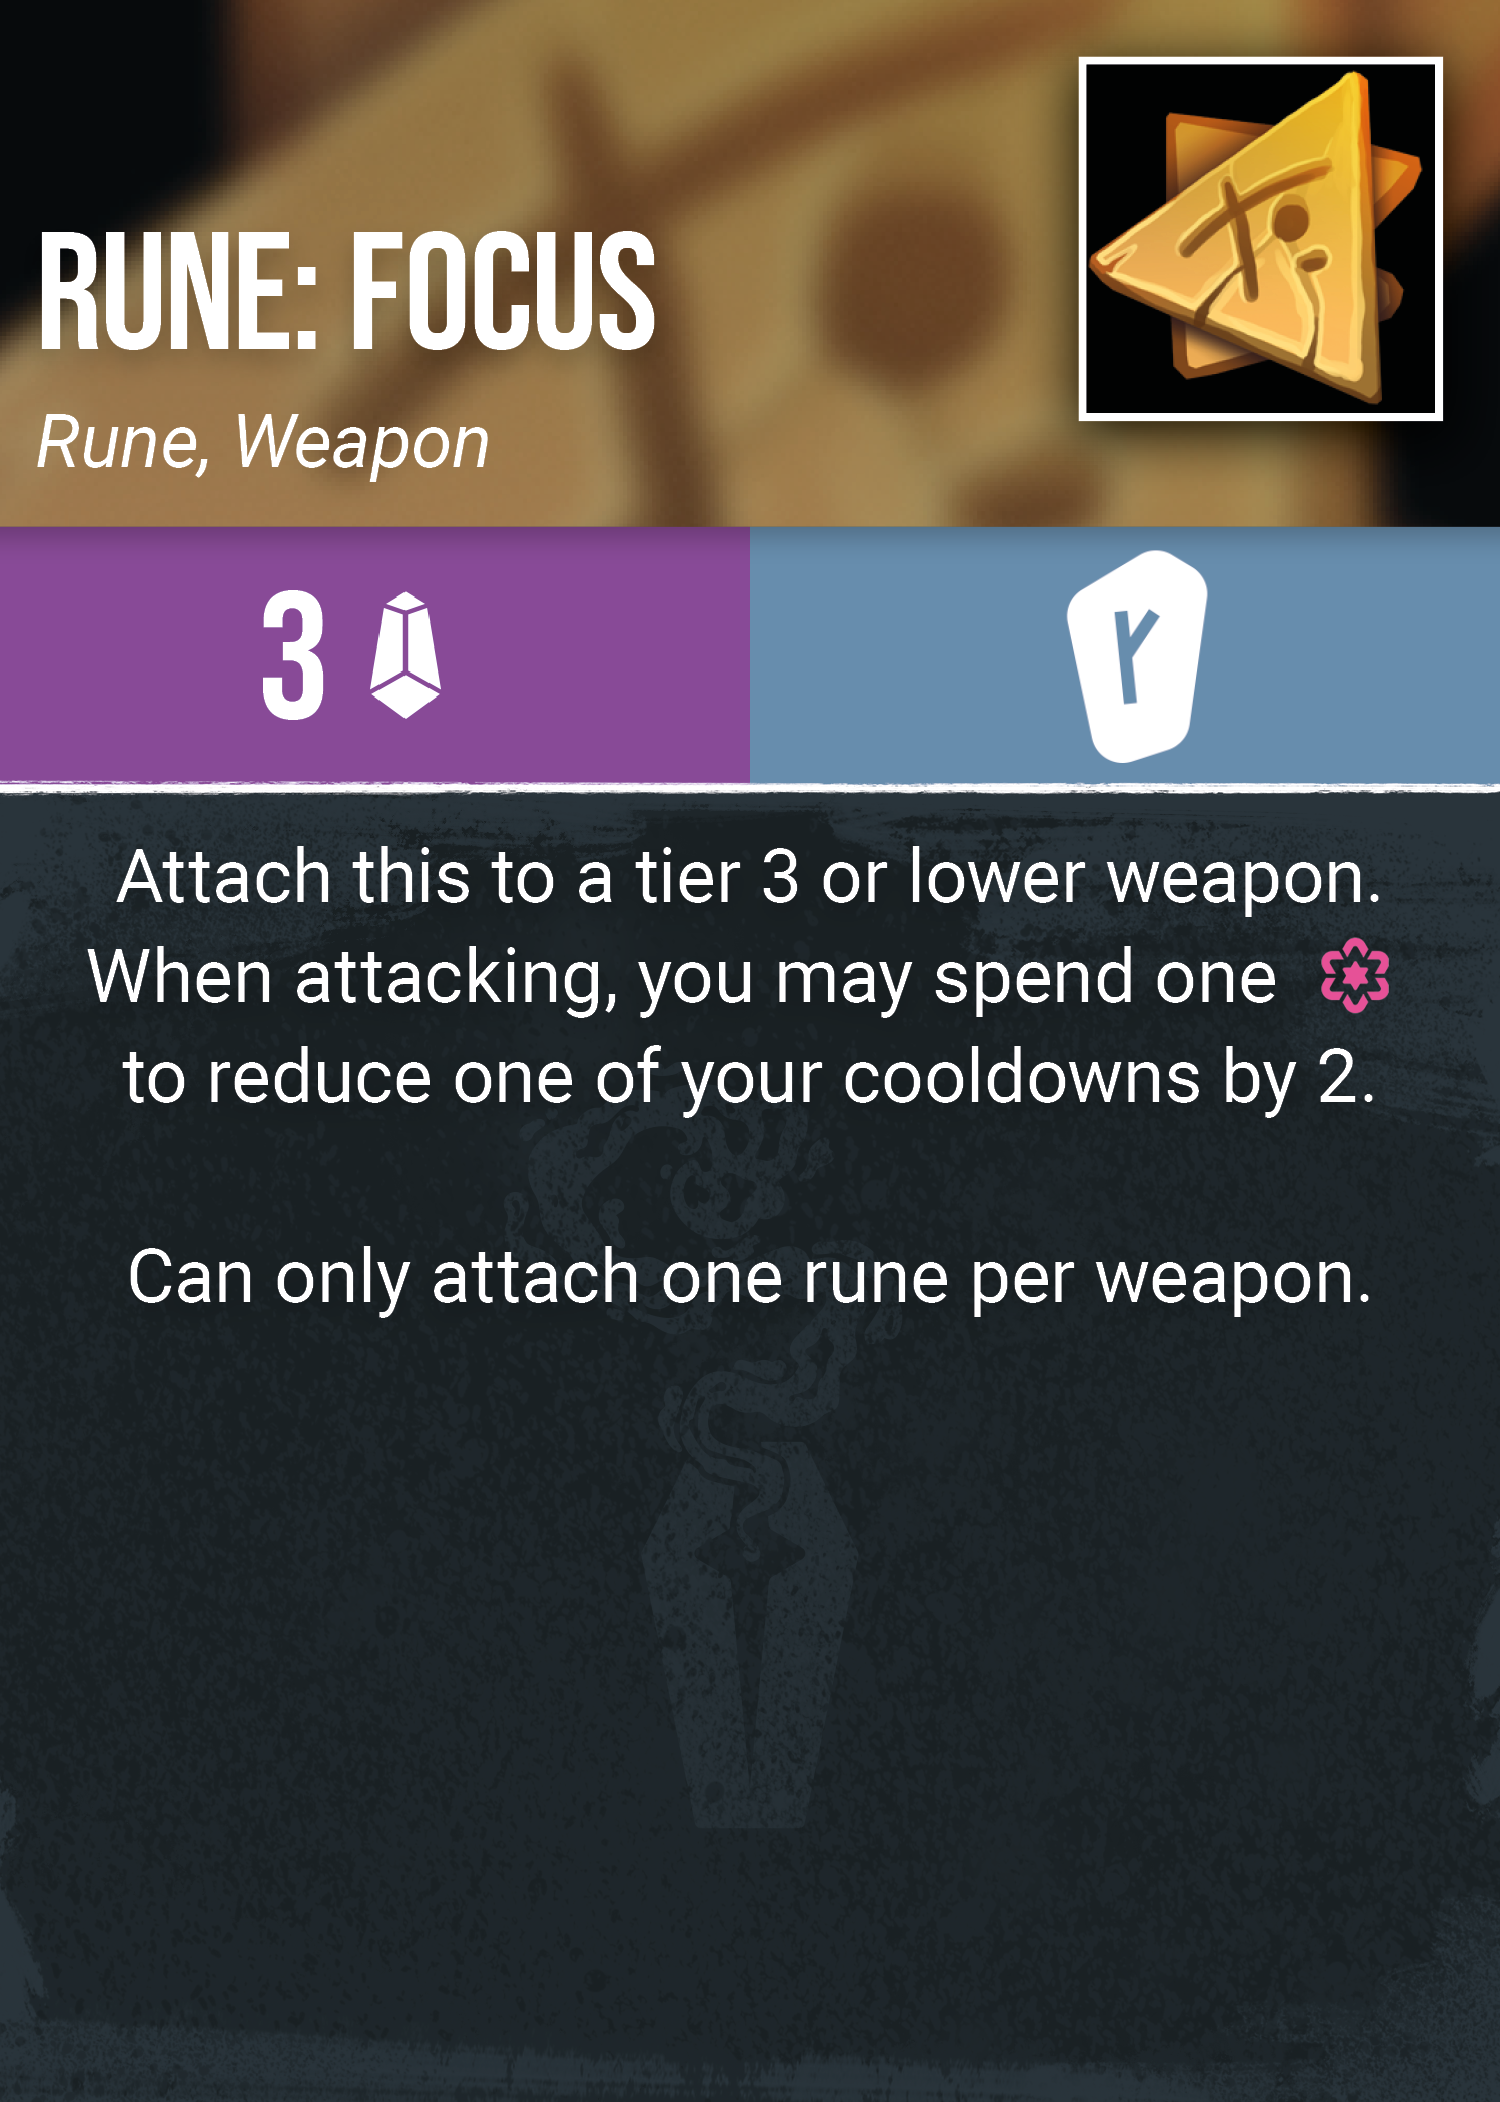 RUNE: FOCUS
Rune, Weapon
3
Attach this to a tier 3 or lower weapon.
When attacking, you may spend one
to reduce one of your cooldowns by 2.
Can only attach one rune per weapon.